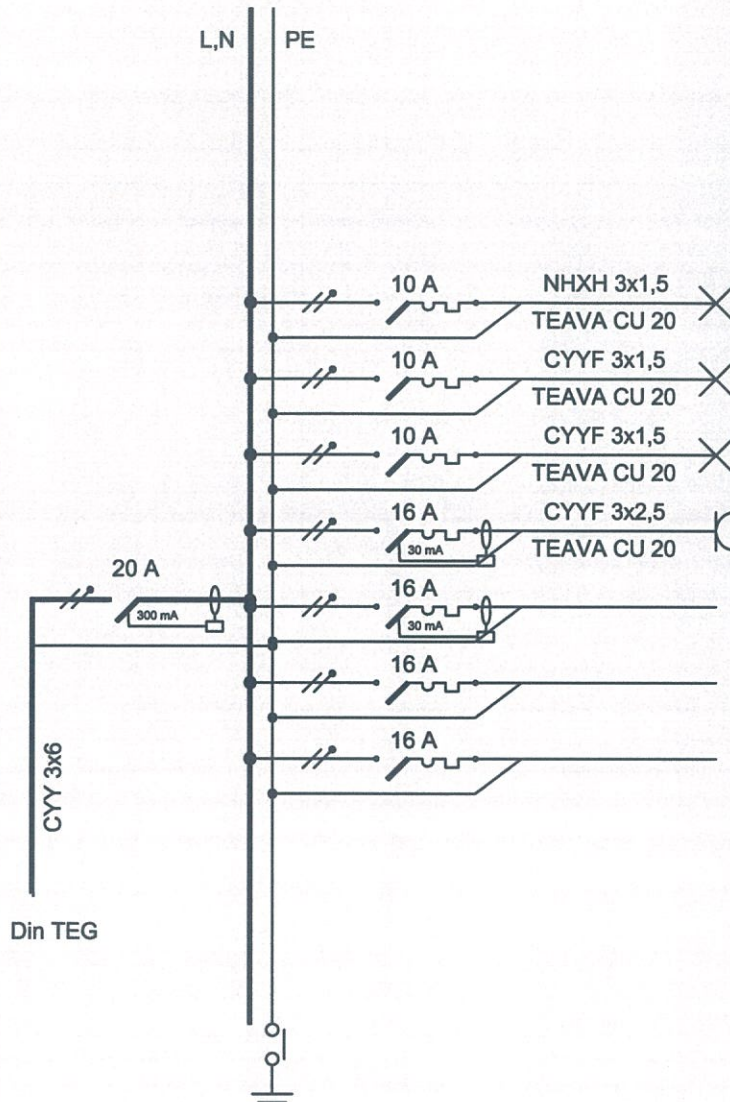 L,N PE
10 A NHXH 3x1,5
TEAVA CU 20
10 A CYYF 3x1,5
TEAVA CU 20
10 A CYYF 3x1,5
TEAVA CU 20
16 A CYYF 3x2,5
30 mA TEAVA CU 20
20 A
16 A
300 mA
30 mA
16 A
16 A
CYY 3x6
Din TEG